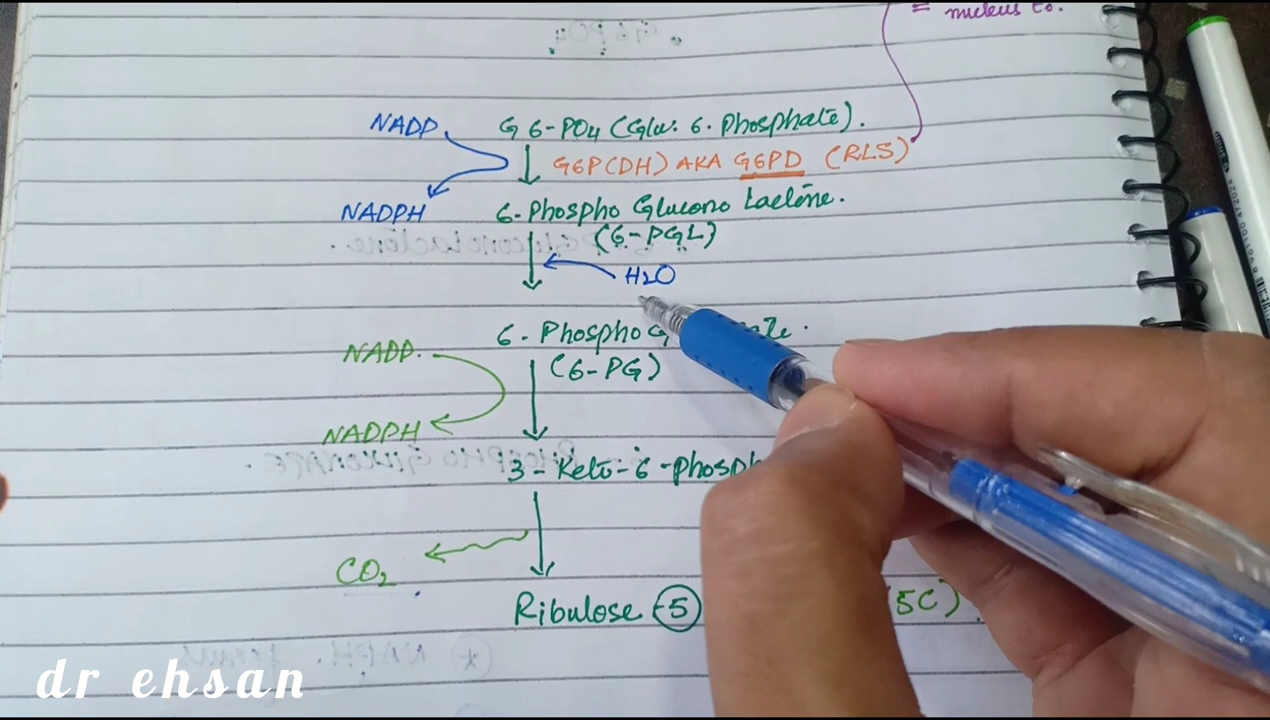 = nucleus to.
NADP. G 6-PO4 (Glu. 6. Phosphate).
G6P(DH) AKA G6PD (RLS)
NADPH 6-Phospho Glucono Lactone.
(6-PGL)
H2O
6-Phospho
NADP. (6-PG)
NADPH
3-Keto-6-phosph
CO2
Ribulose-5 5C).
dr ehsan